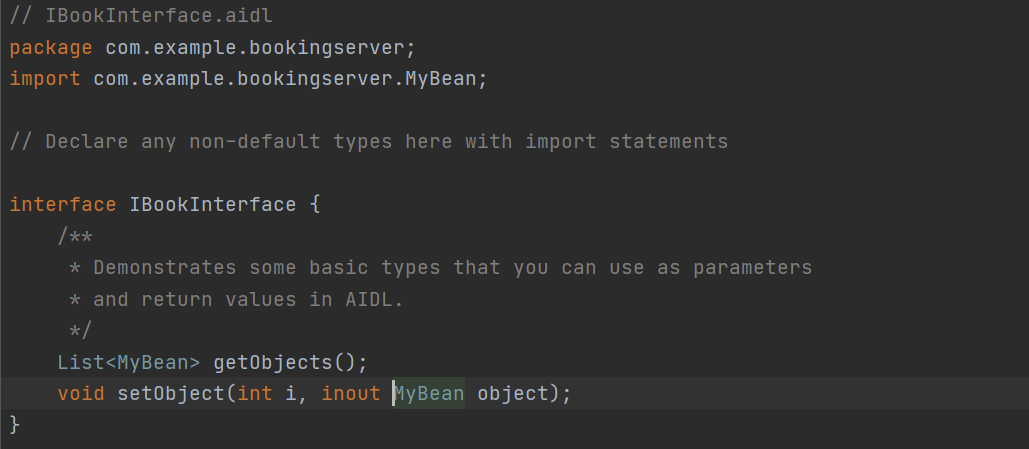 // IBookInterface.aidl
package com.example.bookingserver;
import com.example.bookingserver.MyBean;
// Declare any non-default types here with import statements
interface IBookInterface {
/**
* Demonstrates some basic types that you can use as parameters
* and return values in AIDL.
*/
List<MyBean> getObjects();
void setObject(int i, inout MyBean object);
}